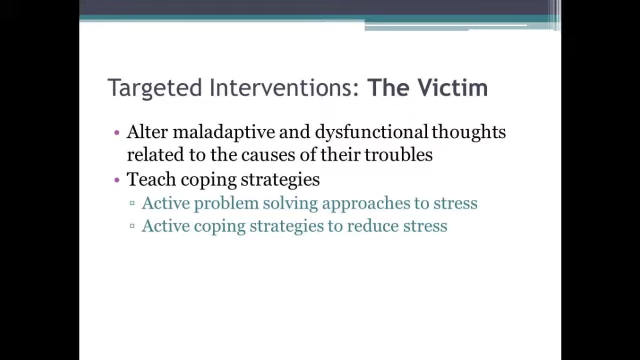 Targeted Interventions: The Victim
• Alter maladaptive and dysfunctional thoughts
related to the causes of their troubles
• Teach coping strategies
▫ Active problem solving approaches to stress
▫ Active coping strategies to reduce stress